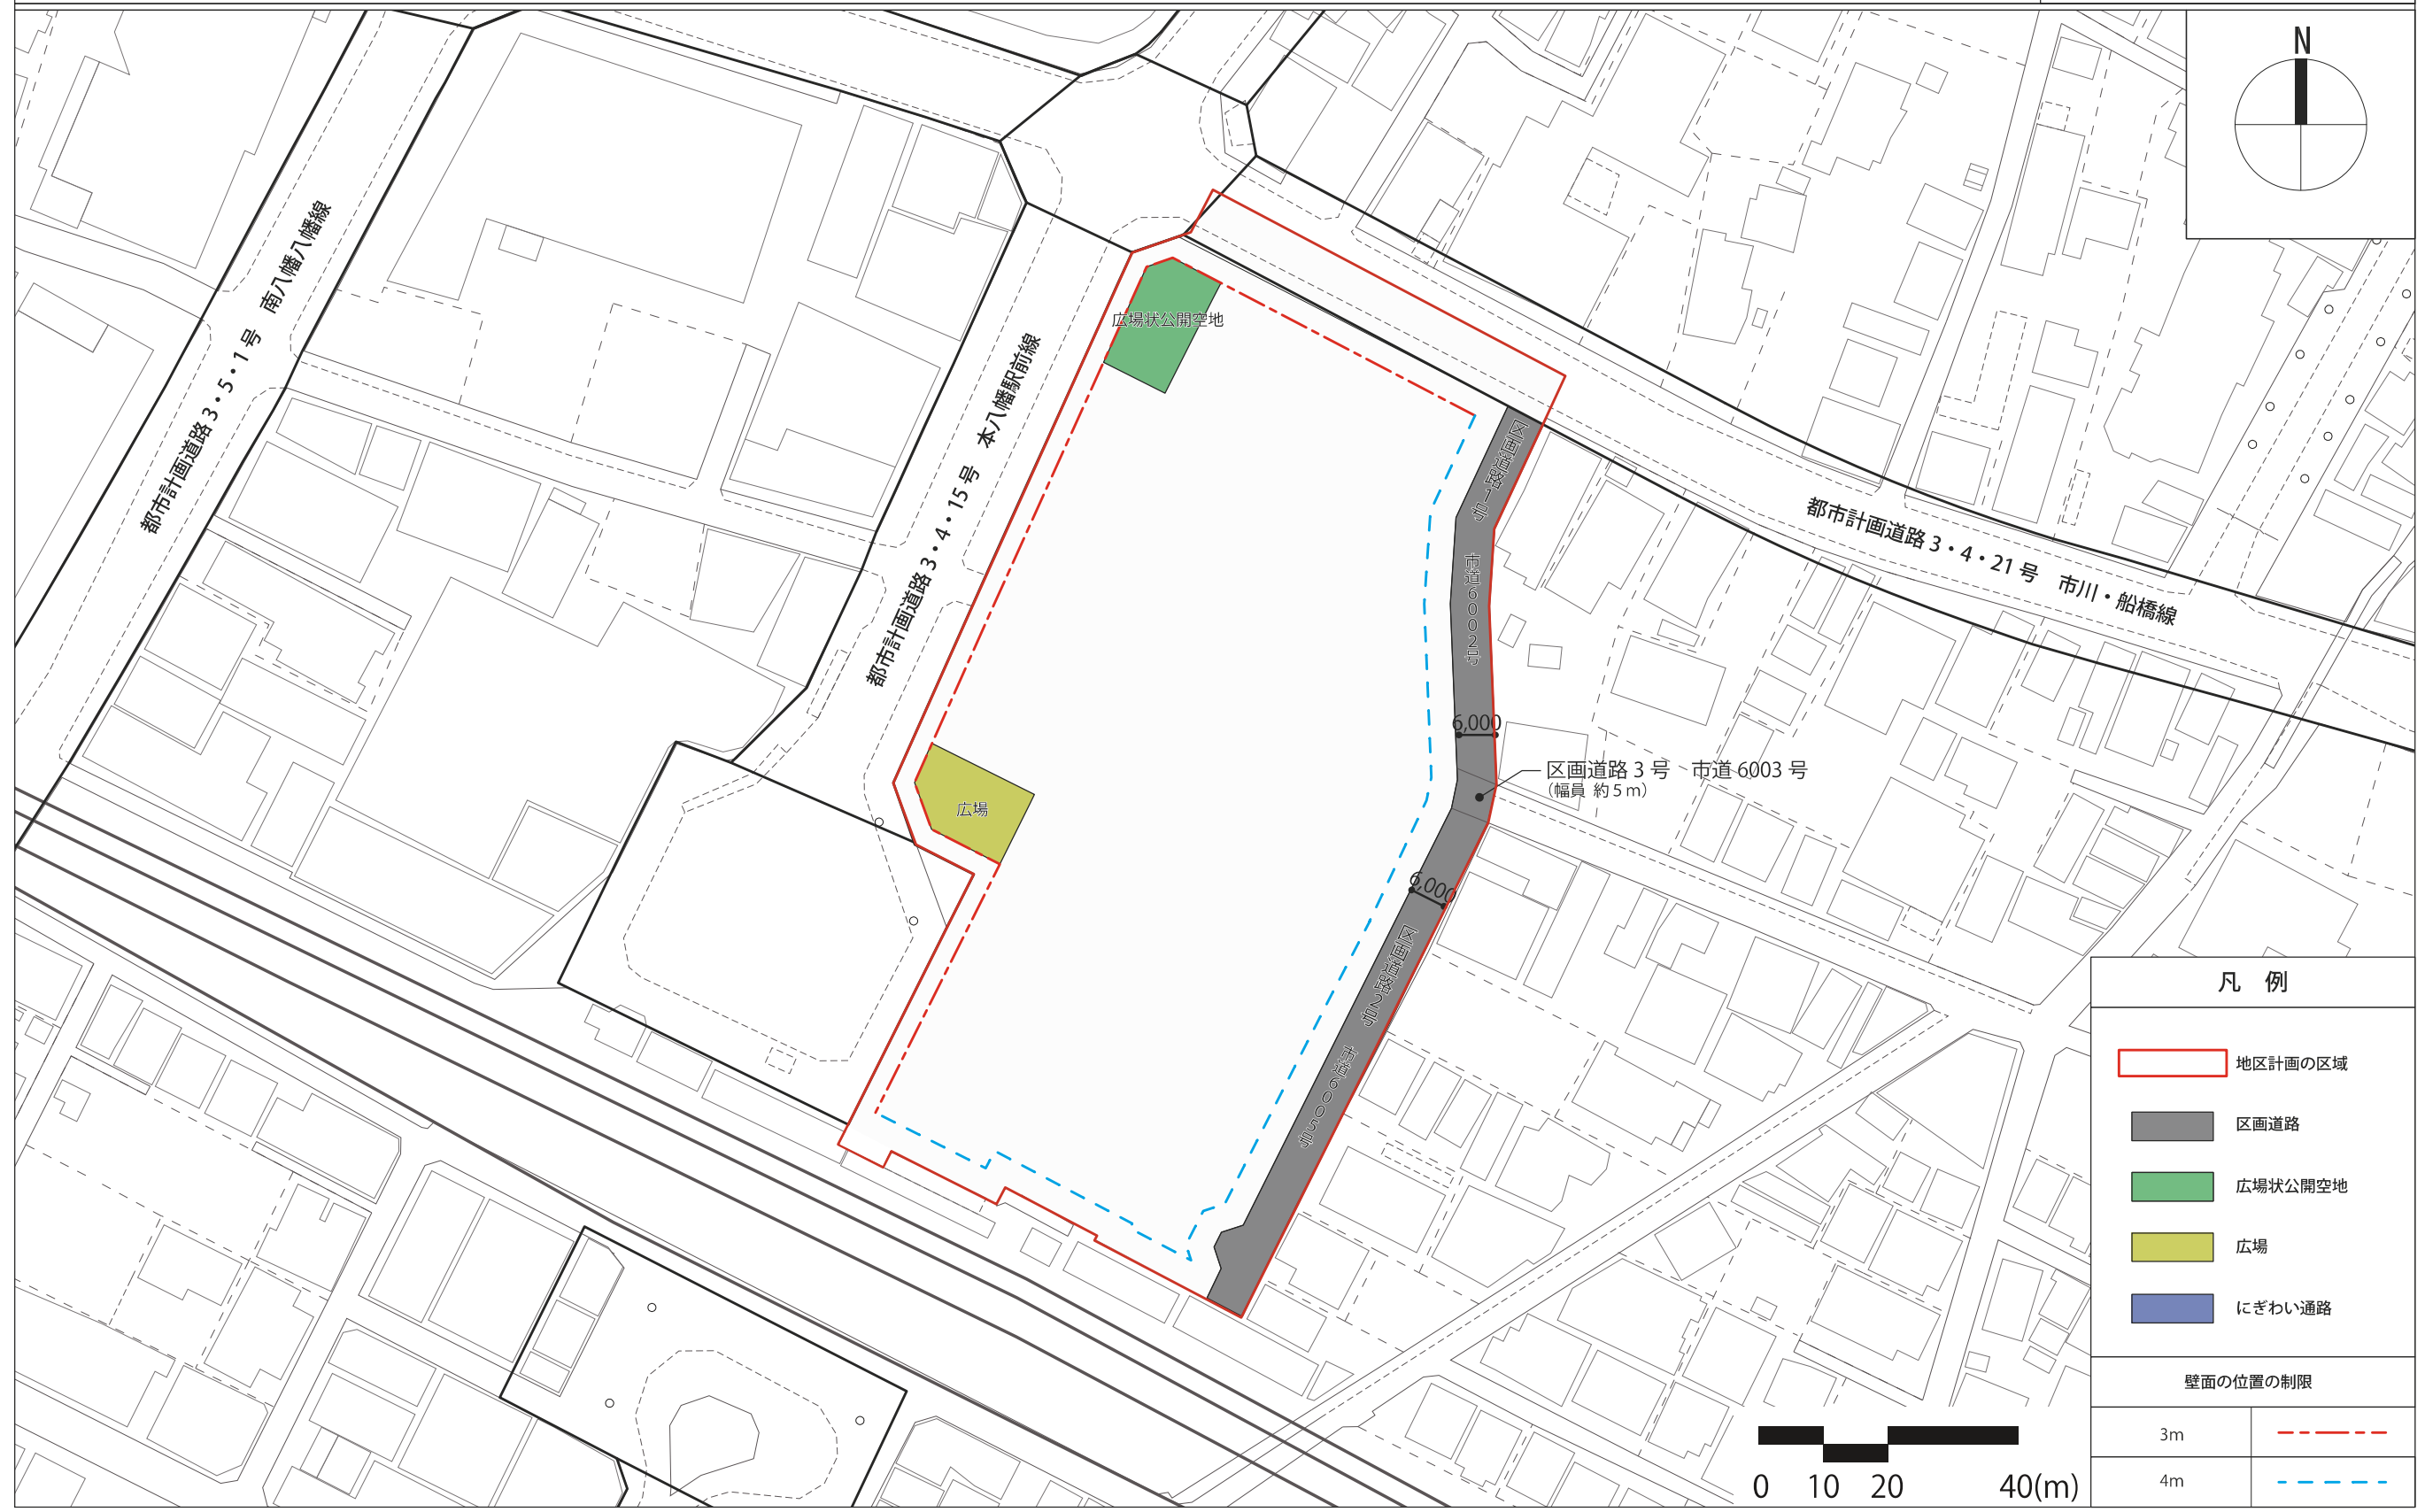 N
都市計画道路 3・5・1 号　南八幡八幡線
広場状公開空地
都市計画道路 3・4・15 号　本八幡駅前線
区画道路1号
市道6002号
都市計画道路 3・4・21 号　市川・船橋線
6,000
区画道路 3 号　市道 6003 号
（幅員 約 5 m）
広場
6,000
区画道路2号
市道6005号
凡　例
地区計画の区域
区画道路
広場状公開空地
広場
にぎわい通路
壁面の位置の制限
3m
4m
0 10 20 40(m)